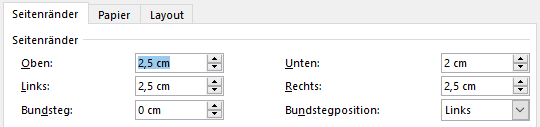 Seitenränder Papier Layout
Seitenränder
Oben: 2,5 cm Unten: 2 cm
Links: 2,5 cm Rechts: 2,5 cm
Bundsteg: 0 cm Bundstegposition: Links